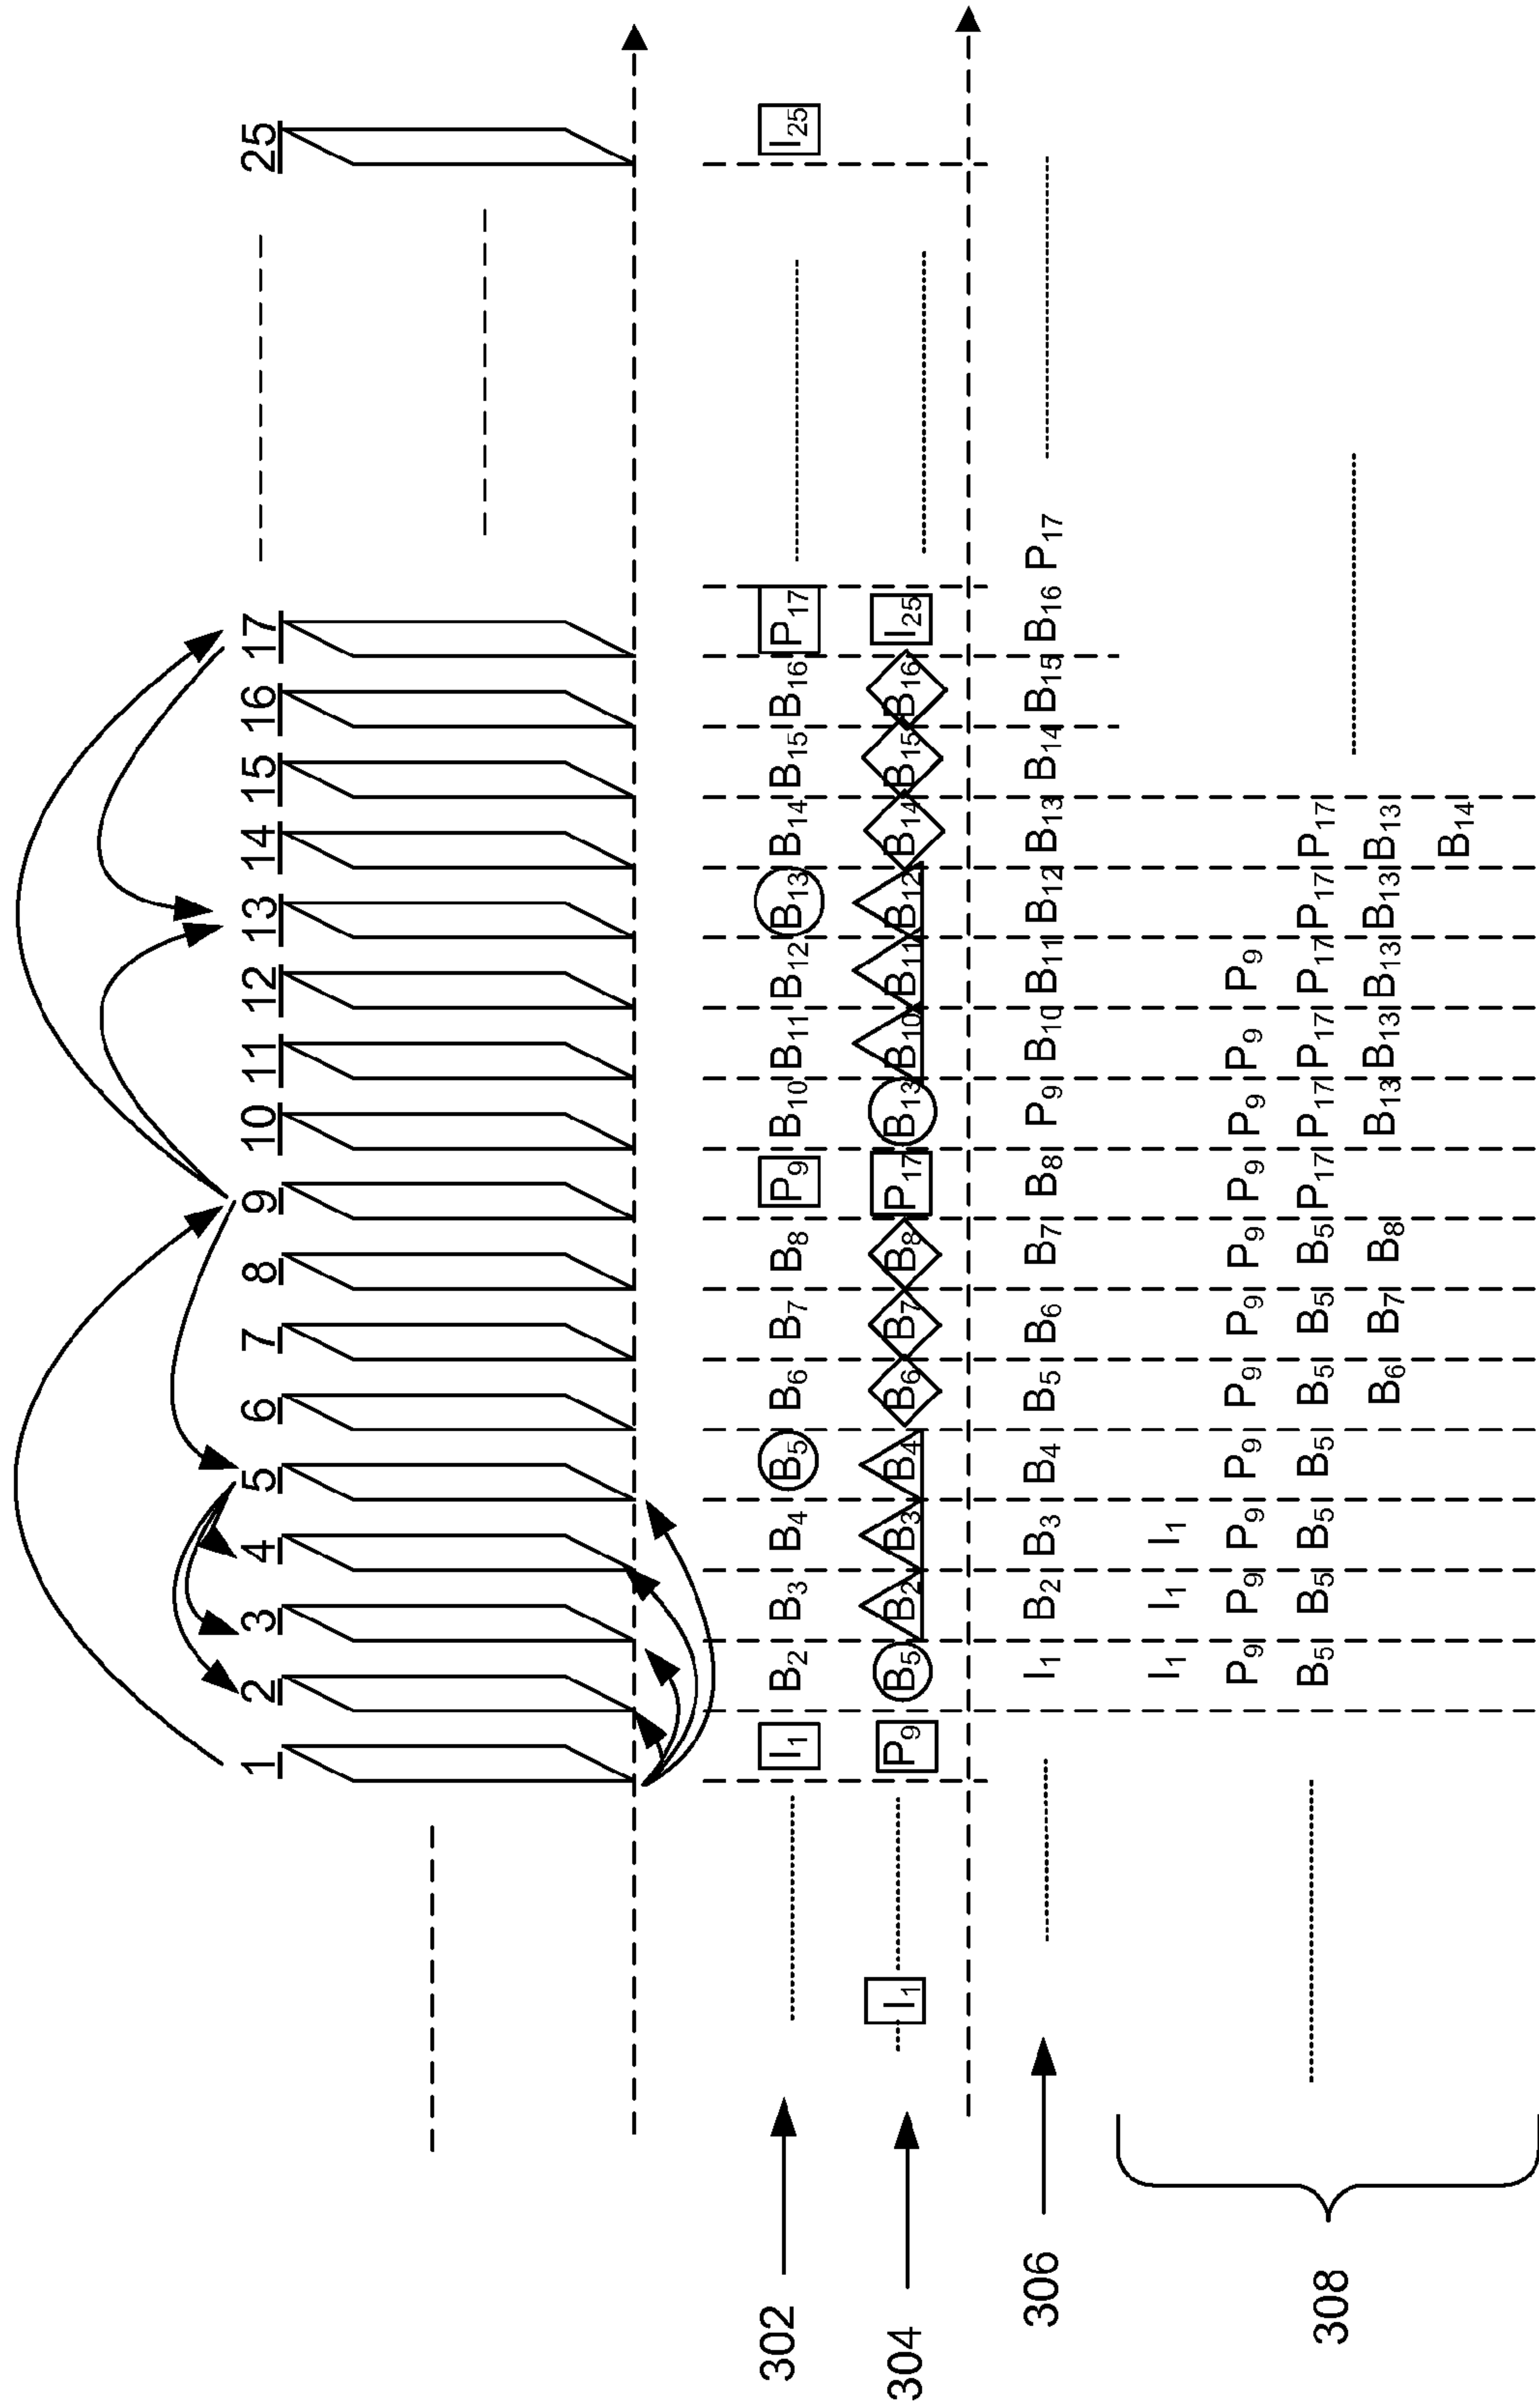 1 2 3 4 5 6 7 8 9 10 11 12 13 14 15 16 17 25
302 I₁ B₂ B₃ B₄ B₅ B₆ B₇ B₈ P₉ B₁₀ B₁₁ B₁₂ B₁₃ B₁₄ B₁₅ B₁₆ P₁₇ I₂₅
304 I₁ P₉ B₅ B₂ B₃ B₄ B₆ B₇ B₈ P₁₇ B₁₃ B₁₀ B₁₁ B₁₂ B₁₄ B₁₅ B₁₆ I₂₅
306 I₁ B₂ B₃ B₄ B₅ B₆ B₇ B₈ P₉ B₁₀ B₁₁ B₁₂ B₁₃ B₁₄ B₁₅ B₁₆ P₁₇
308
I₁ I₁ I₁
P₉ P₉ P₉ P₉ P₉ P₉ P₉ P₉ P₉ P₉ P₉
B₅ B₅ B₅ B₅ B₅ B₅ B₅ P₁₇ P₁₇ P₁₇ P₁₇ P₁₇ P₁₇
B₆ B₇ B₈ B₁₃ B₁₃ B₁₃ B₁₃ B₁₃
B₁₄